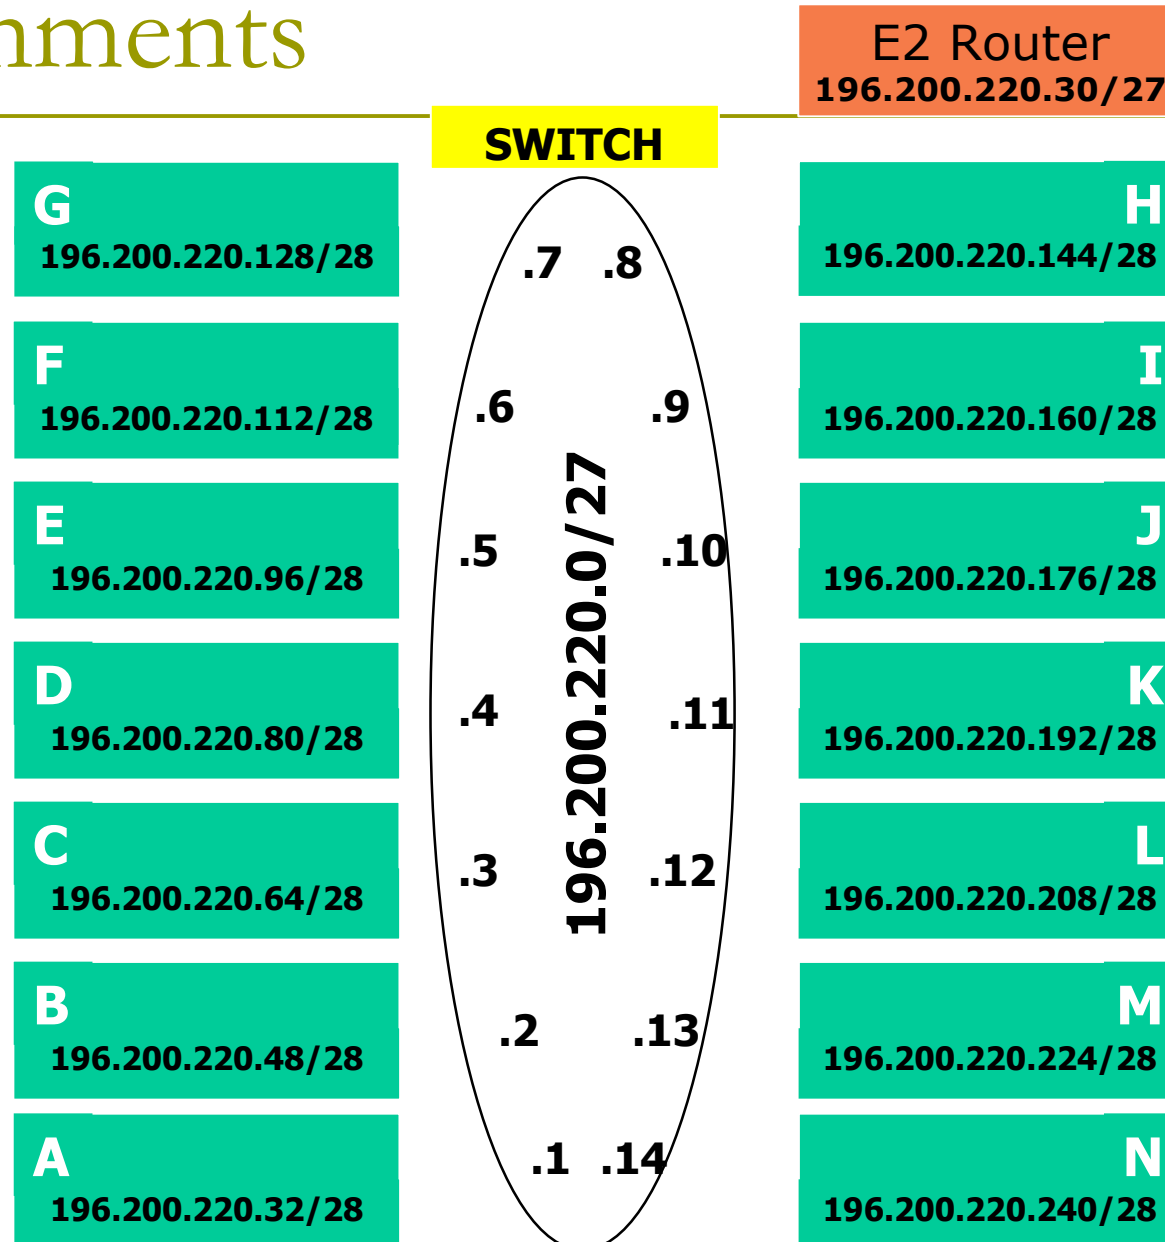 nments
E2 Router
196.200.220.30/27
SWITCH
G
196.200.220.128/28
.7 .8
H
196.200.220.144/28
F
196.200.220.112/28
.6 .9
I
196.200.220.160/28
E
196.200.220.96/28
.5 .10
J
196.200.220.176/28
196.200.220.0/27
D
196.200.220.80/28
.4 .11
K
196.200.220.192/28
C
196.200.220.64/28
.3 .12
L
196.200.220.208/28
B
196.200.220.48/28
.2 .13
M
196.200.220.224/28
A
196.200.220.32/28
.1 .14
N
196.200.220.240/28